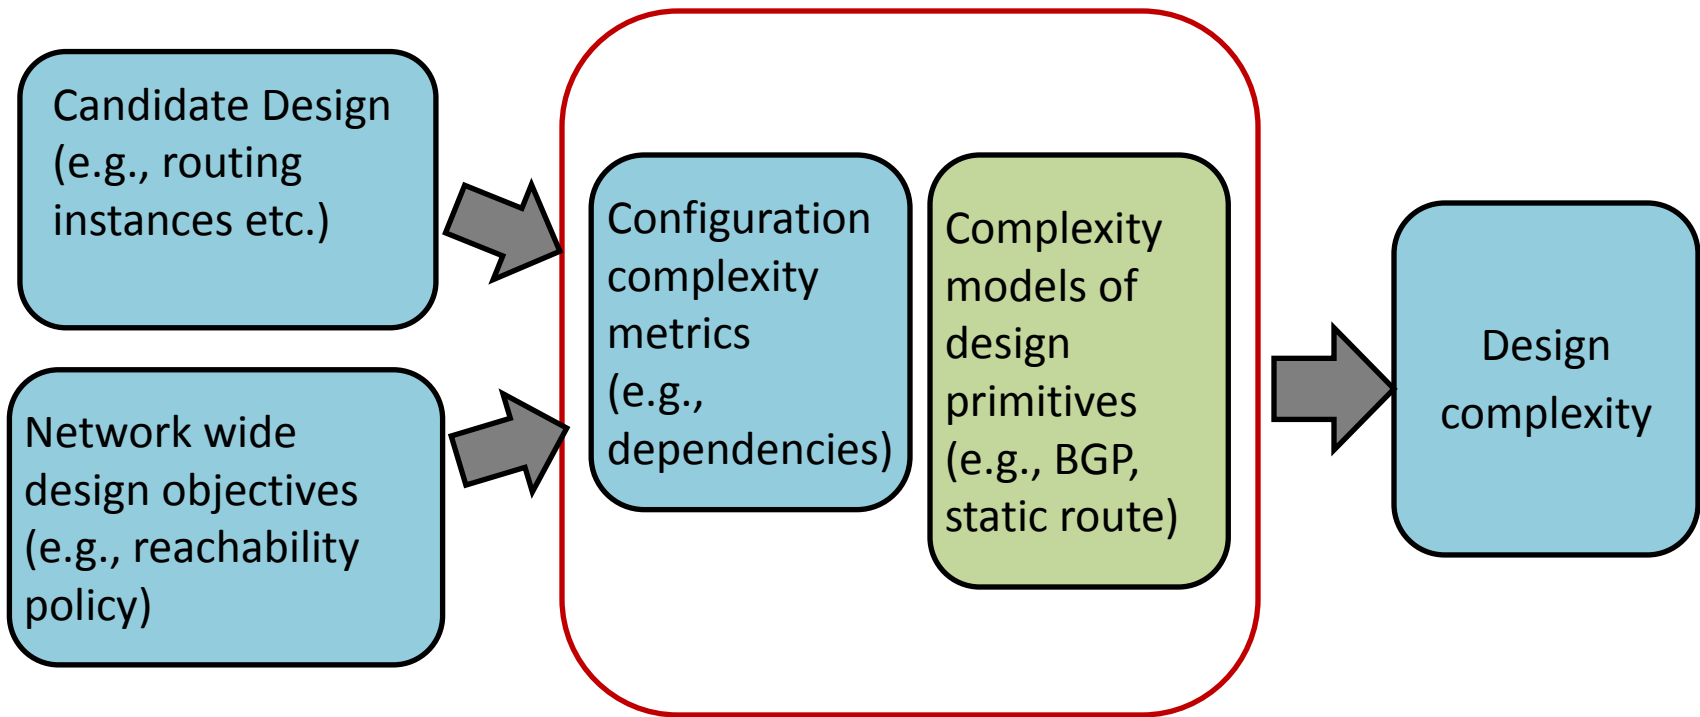 Candidate Design
(e.g., routing
instances etc.)
Network wide
design objectives
(e.g., reachability
policy)
Configuration
complexity
metrics
(e.g.,
dependencies)
Complexity
models of
design
primitives
(e.g., BGP,
static route)
Design
complexity